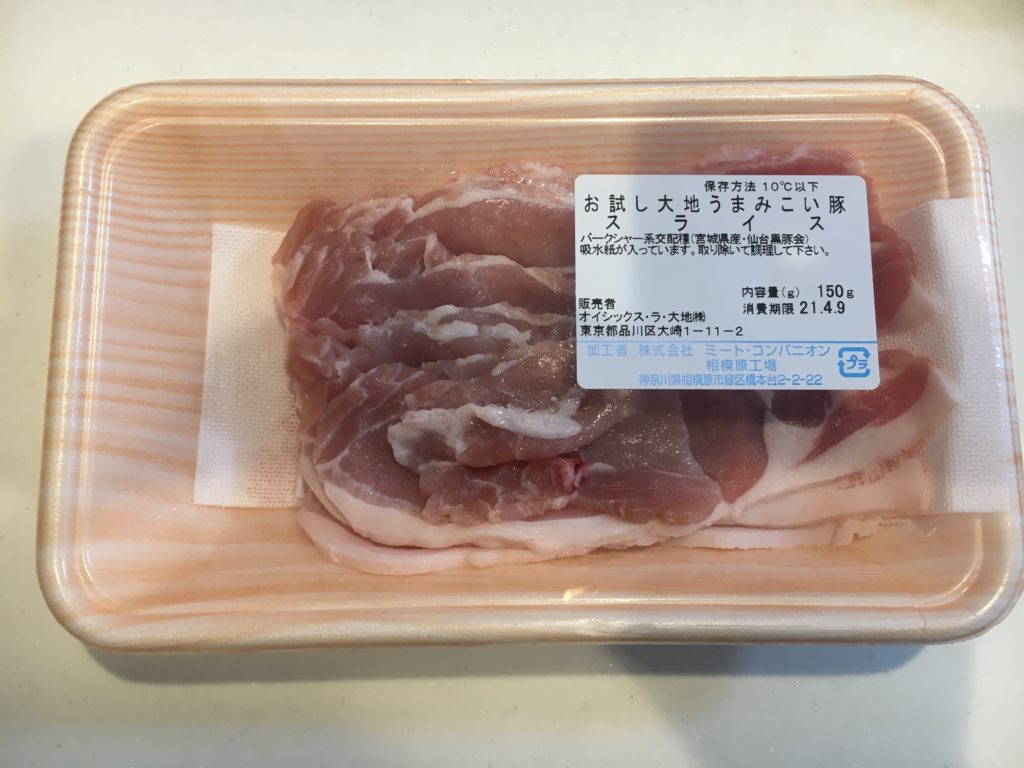 保存方法 10℃以下
お試し大地うまみこい豚
スライス
バークシャー系交配種(宮城県産・仙台黒豚会)
吸水紙が入っています。取り除いて調理して下さい。
内容量(g) 150g
販売者 消費期限 21.4.9
オイシックス・ラ・大地㈱
東京都品川区大崎1-11-2
加工者 株式会社 ミート・コンパニオン
相模原工場
神奈川県相模原市緑区橋本台2-2-22
プラ